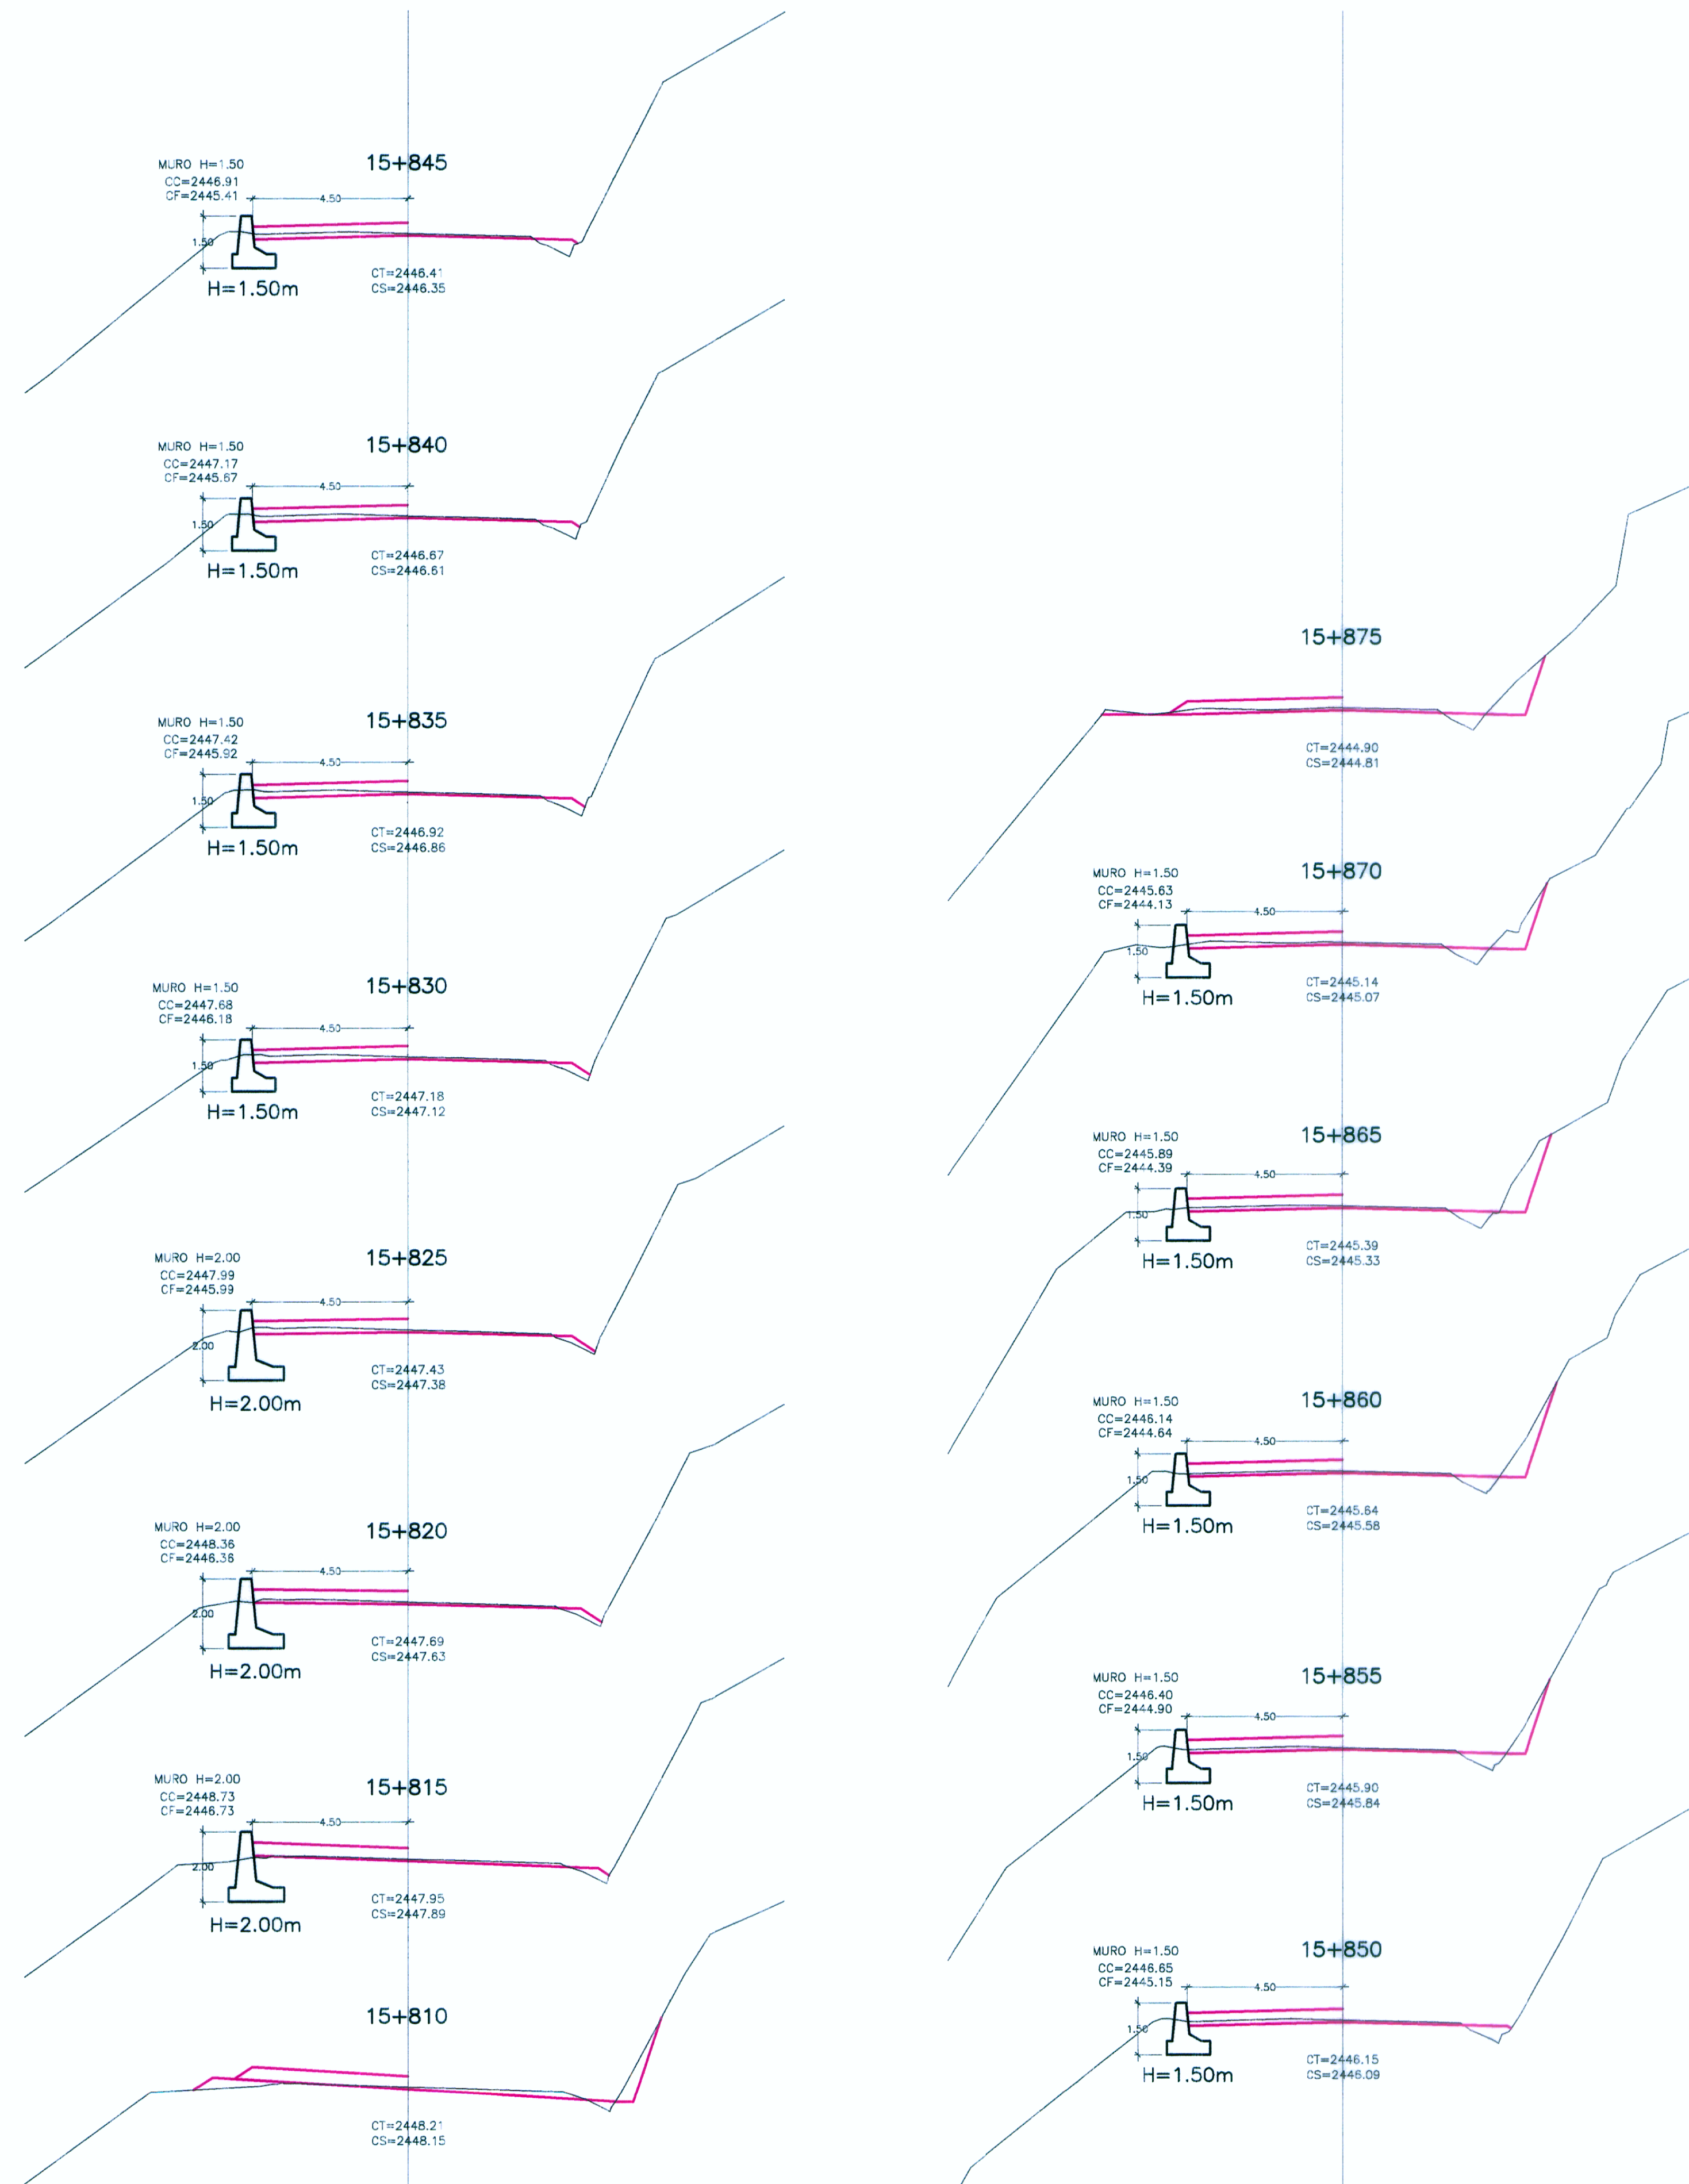 15+845
MURO H=1.50
CC=2446.91
CF=2445.41
4.50
1.50
CT=2446.41
CS=2446.35
H=1.50m
15+840
MURO H=1.50
CC=2447.17
CF=2445.67
4.50
1.50
CT=2446.67
CS=2446.61
H=1.50m
15+835
MURO H=1.50
CC=2447.42
CF=2445.92
4.50
1.50
CT=2446.92
CS=2446.86
H=1.50m
15+830
MURO H=1.50
CC=2447.68
CF=2446.18
4.50
1.50
CT=2447.18
CS=2447.12
H=1.50m
15+825
MURO H=2.00
CC=2447.99
CF=2445.99
4.50
2.00
CT=2447.43
CS=2447.38
H=2.00m
15+820
MURO H=2.00
CC=2448.36
CF=2446.36
4.50
2.00
CT=2447.69
CS=2447.63
H=2.00m
15+815
MURO H=2.00
CC=2448.73
CF=2446.73
4.50
2.00
CT=2447.95
CS=2447.89
H=2.00m
15+810
CT=2448.21
CS=2448.15
15+875
CT=2444.90
CS=2444.81
15+870
MURO H=1.50
CC=2445.63
CF=2444.13
4.50
1.50
CT=2445.14
CS=2445.07
H=1.50m
15+865
MURO H=1.50
CC=2445.89
CF=2444.39
4.50
1.50
CT=2445.39
CS=2445.33
H=1.50m
15+860
MURO H=1.50
CC=2446.14
CF=2444.64
4.50
1.50
CT=2445.64
CS=2445.58
H=1.50m
15+855
MURO H=1.50
CC=2446.40
CF=2444.90
4.50
1.50
CT=2445.90
CS=2445.84
H=1.50m
15+850
MURO H=1.50
CC=2446.65
CF=2445.15
4.50
1.50
CT=2446.15
CS=2446.09
H=1.50m